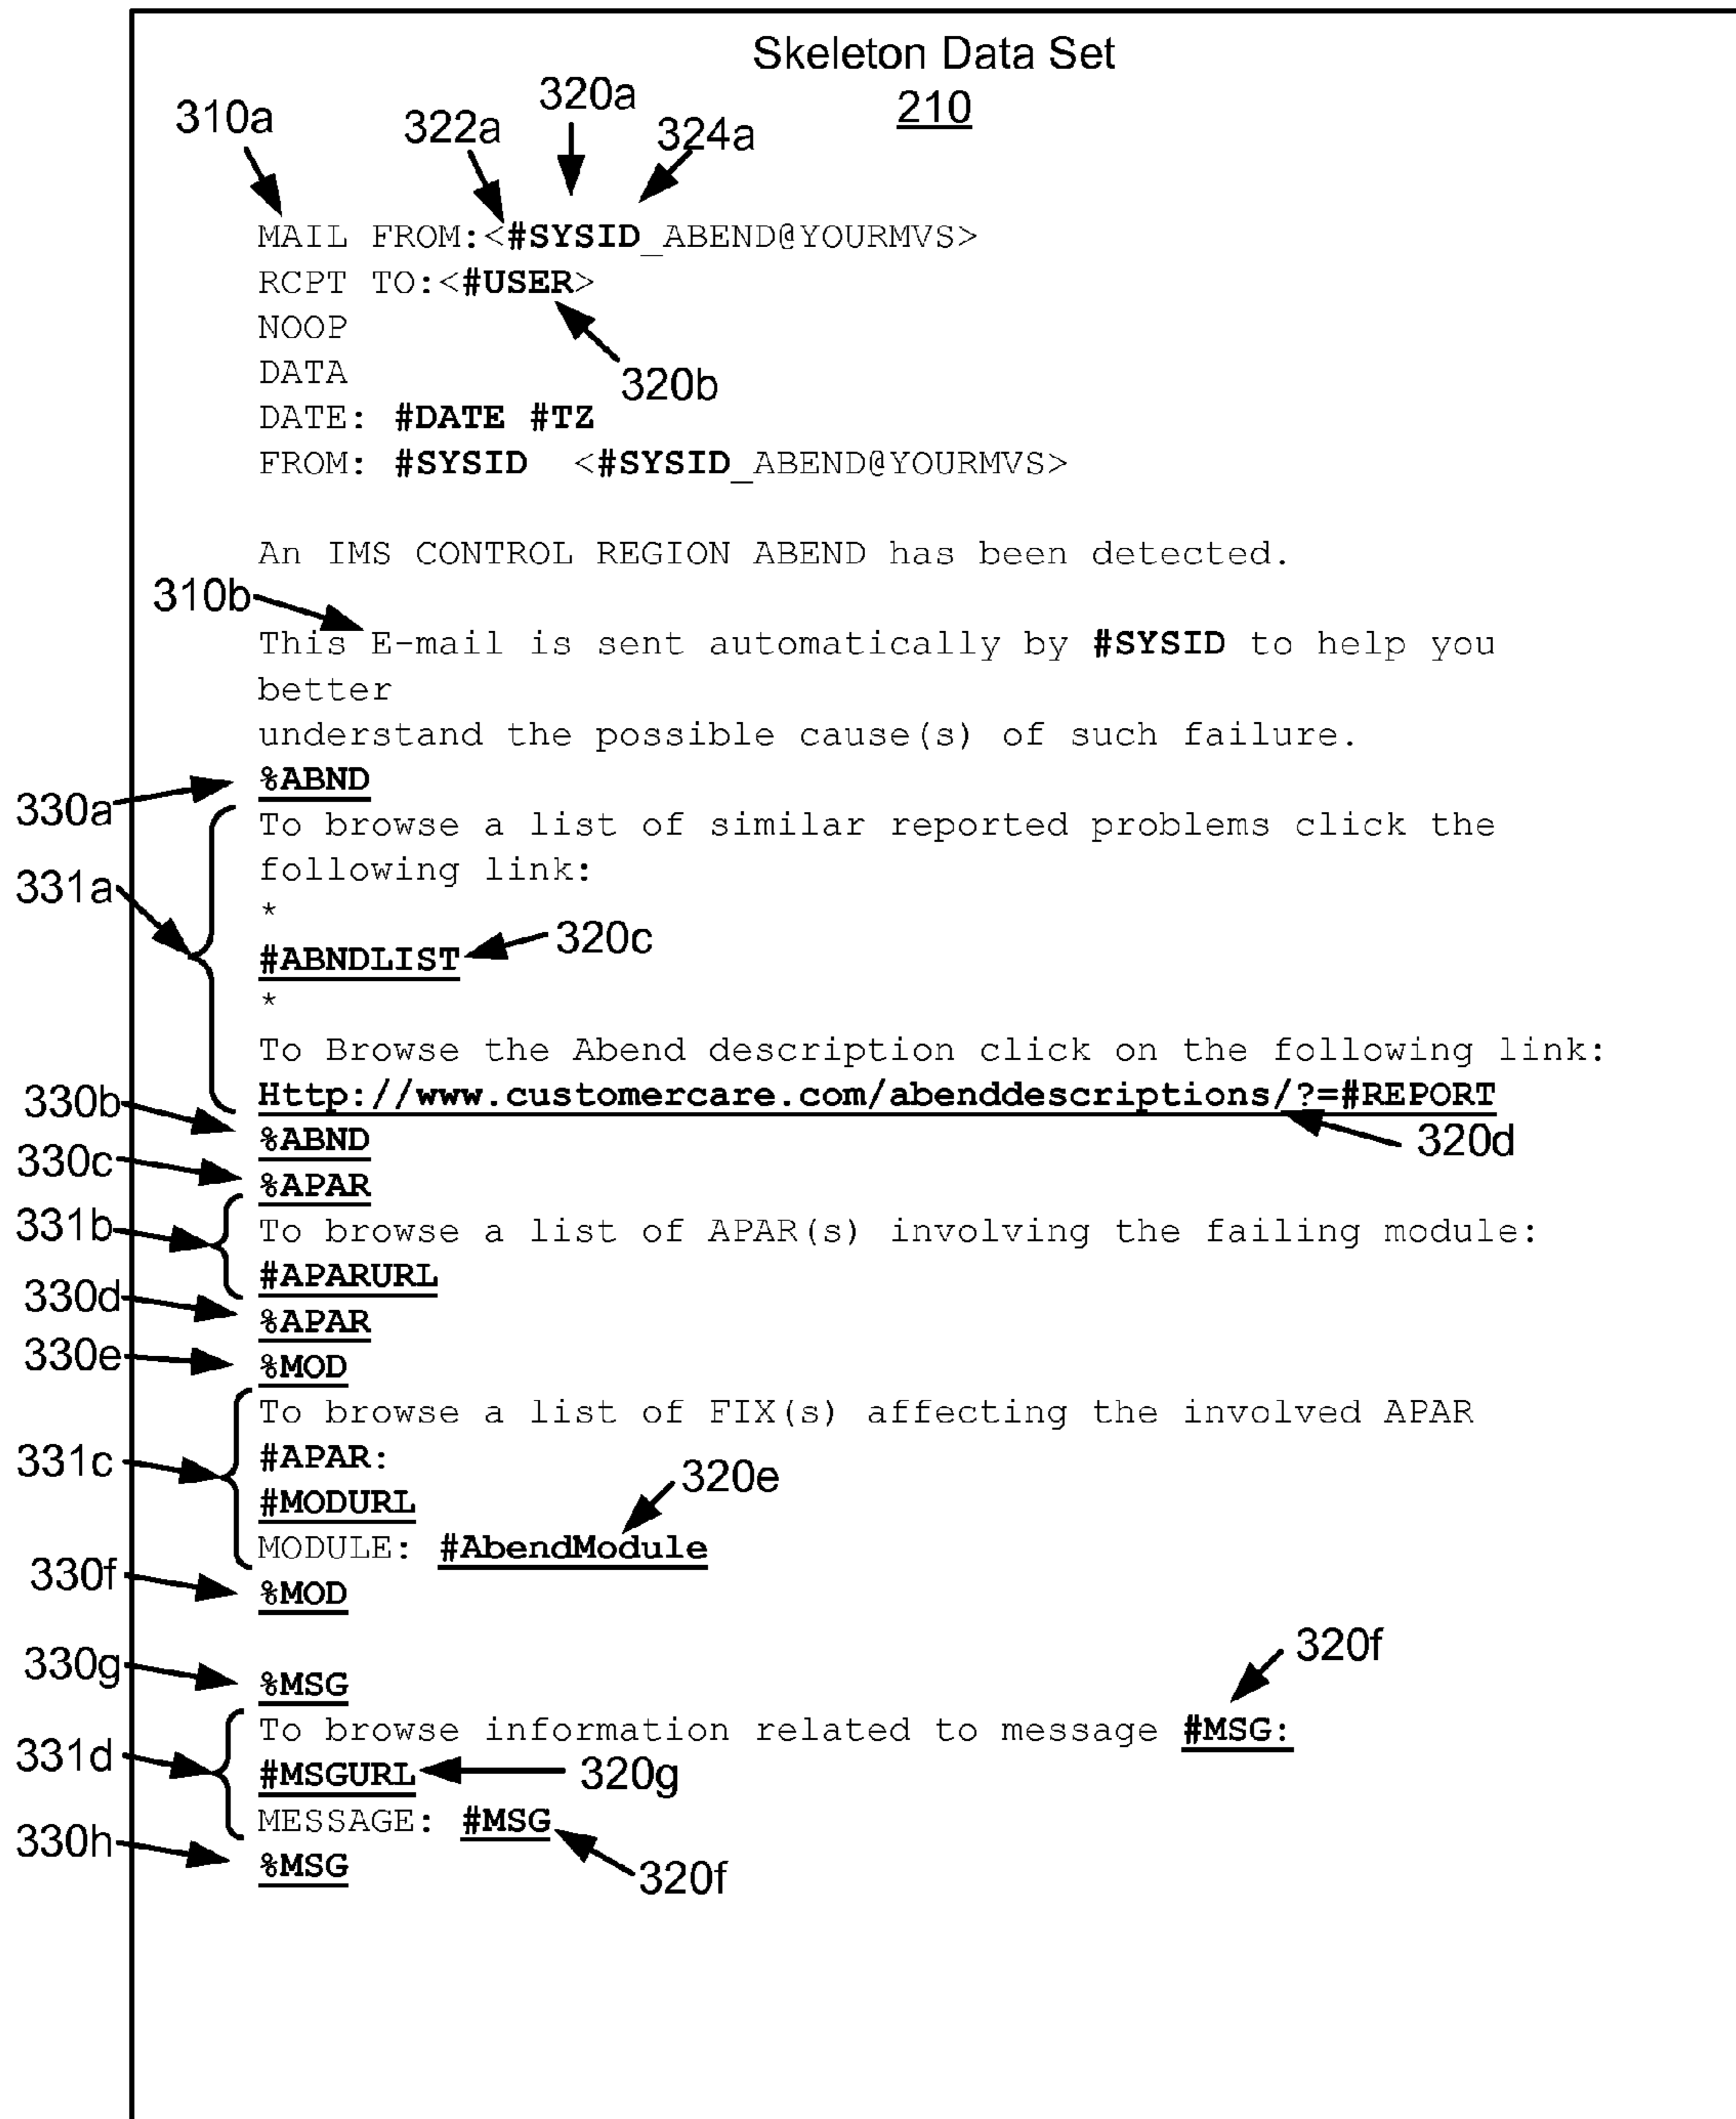 Skeleton Data Set
210
310a
322a
320a
324a
MAIL FROM:<#SYSID_ABEND@YOURMVS>
RCPT TO:<#USER>
NOOP
DATA
320b
DATE: #DATE #TZ
FROM: #SYSID <#SYSID_ABEND@YOURMVS>
An IMS CONTROL REGION ABEND has been detected.
310b
This E-mail is sent automatically by #SYSID to help you
better
understand the possible cause(s) of such failure.
330a
%ABND
331a
To browse a list of similar reported problems click the
following link:
*
#ABNDLIST
320c
*
To Browse the Abend description click on the following link:
Http://www.customercare.com/abenddescriptions/?=#REPORT
320d
330b
%ABND
330c
%APAR
331b
To browse a list of APAR(s) involving the failing module:
#APARURL
330d
%APAR
330e
%MOD
331c
To browse a list of FIX(s) affecting the involved APAR
#APAR:
#MODURL
320e
MODULE: #AbendModule
330f
%MOD
330g
%MSG
320f
331d
To browse information related to message #MSG:
#MSGURL
320g
MESSAGE: #MSG
320f
330h
%MSG